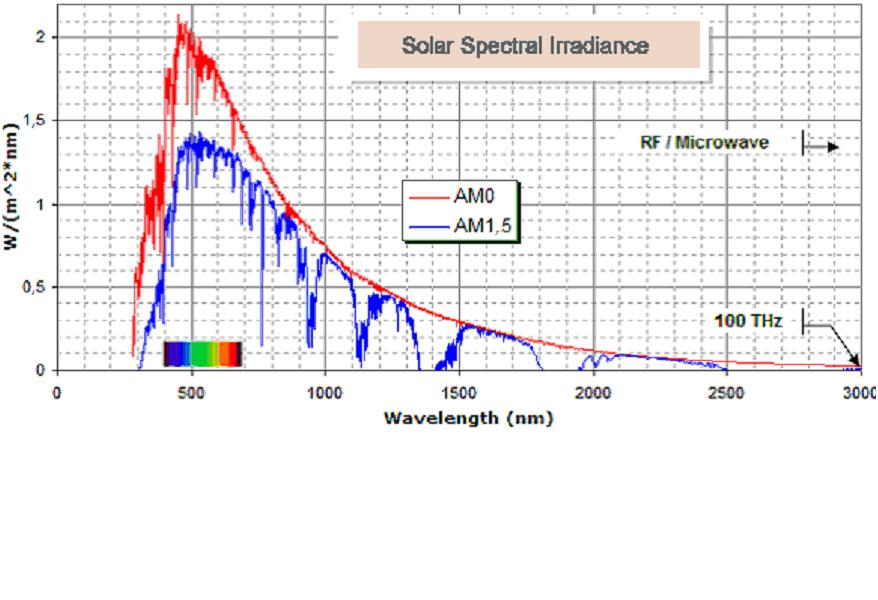 Solar Spectral Irradiance
2
1,5
1
0,5
0
W/(m^2*nm)
RF / Microwave
AM0
AM1,5
100 THz
0
500
1000
1500
2000
2500
3000
Wavelength (nm)